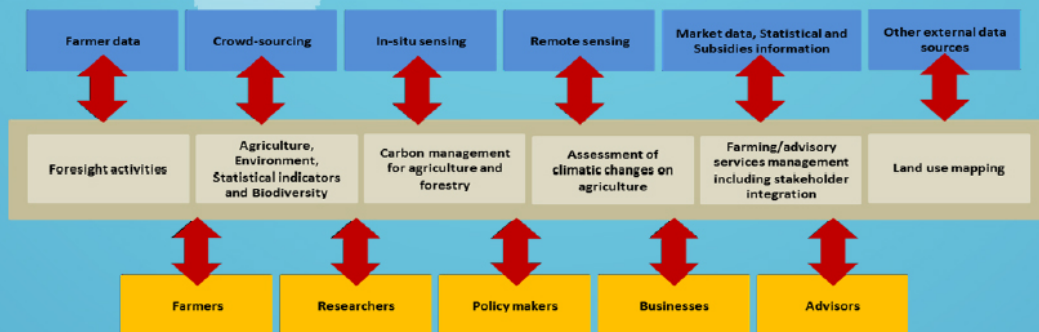 Farmer data
Crowd-sourcing
In-situ sensing
Remote sensing
Market data, Statistical and
Subsidies information
Other external data
sources
Foresight activities
Agriculture,
Environment,
Statistical indicators
and Biodiversity
Carbon management
for agriculture and
forestry
Assessment of
climatic changes on
agriculture
Farming/advisory
services management
including stakeholder
integration
Land use mapping
Farmers
Researchers
Policy makers
Businesses
Advisors